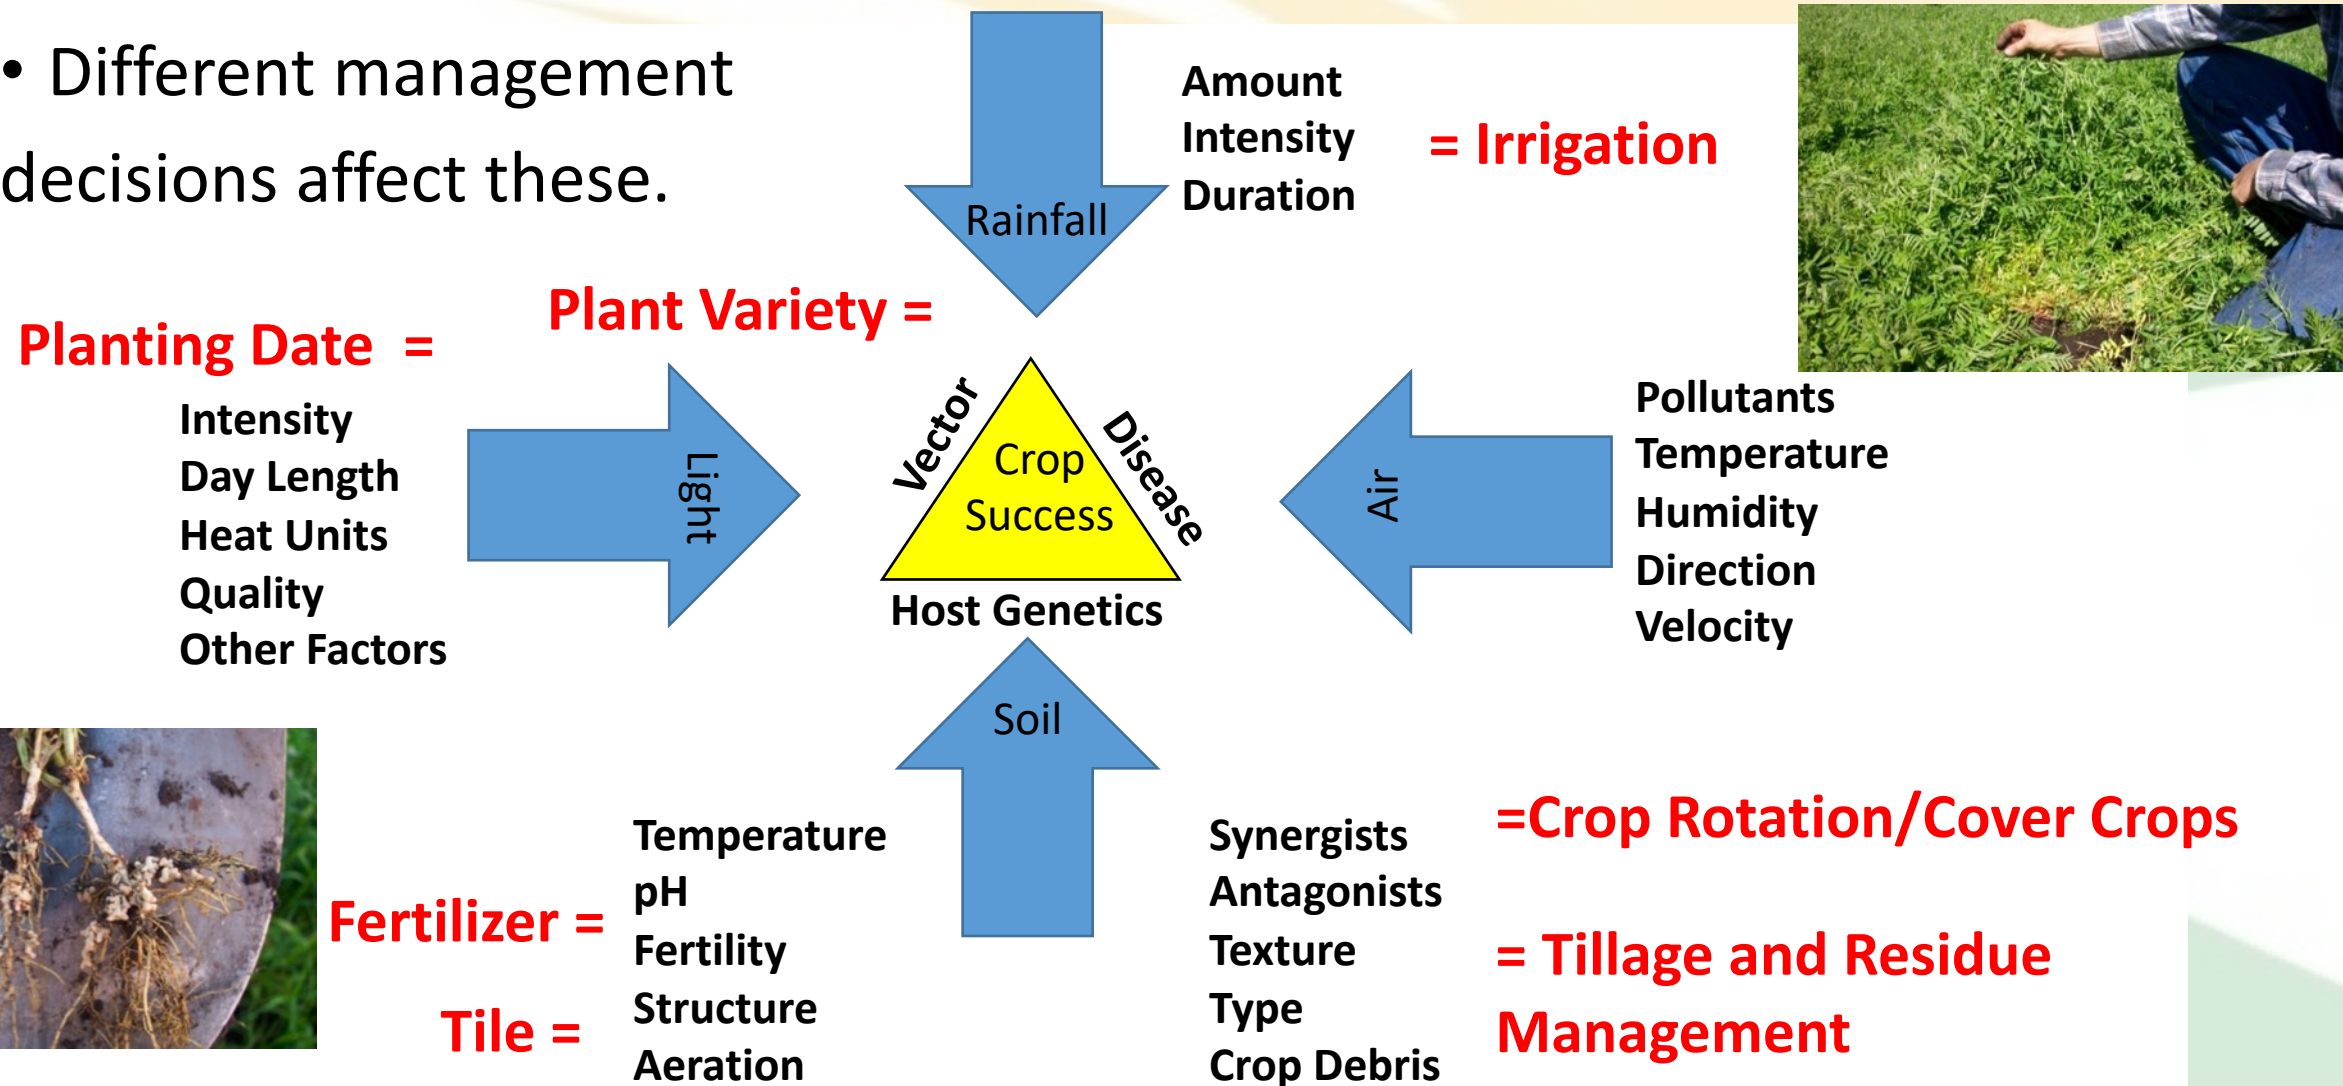 • Different management
decisions affect these.
Rainfall
Amount
Intensity
Duration
= Irrigation
Plant Variety =
Planting Date =
Intensity
Day Length
Heat Units
Quality
Other Factors
Light
Vector
Crop
Success
Disease
Host Genetics
Air
Pollutants
Temperature
Humidity
Direction
Velocity
Soil
Fertilizer =
Tile =
Temperature
pH
Fertility
Structure
Aeration
Synergists
Antagonists
Texture
Type
Crop Debris
=Crop Rotation/Cover Crops
= Tillage and Residue
Management